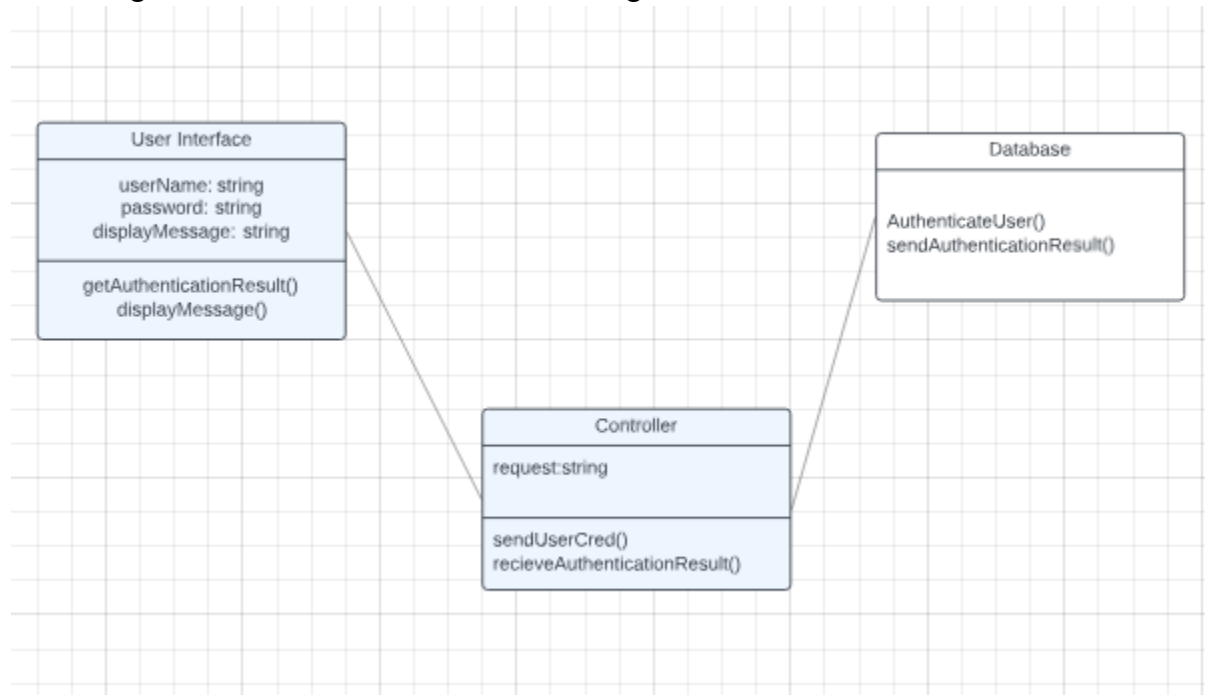 User Interface
userName: string
password: string
displayMessage: string
getAuthenticationResult()
displayMessage()
Database
AuthenticateUser()
sendAuthenticationResult()
Controller
request:string
sendUserCred()
recieveAuthenticationResult()